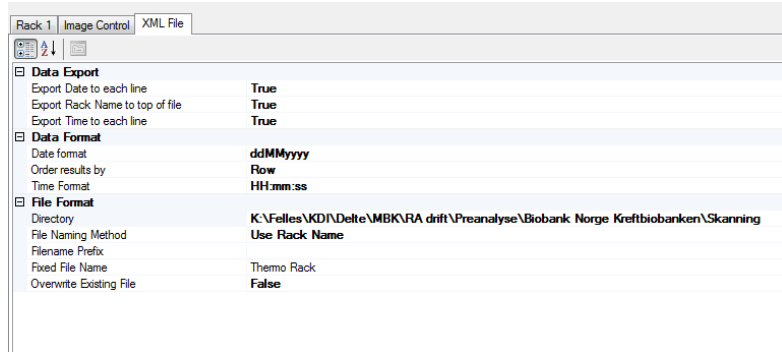 Rack 1 Image Control XML File
Data Export
Export Date to each line True
Export Rack Name to top of file True
Export Time to each line True
Data Format
Date format ddMMyyyy
Order results by Row
Time Format HH:mm:ss
File Format
Directory K:\Felles\KDI\Delte\MBK\RA drift\Preanalyse\Biobank Norge Kreftbiobanken\Skanning
File Naming Method Use Rack Name
Filename Prefix
Fixed File Name Thermo Rack
Overwrite Existing File False